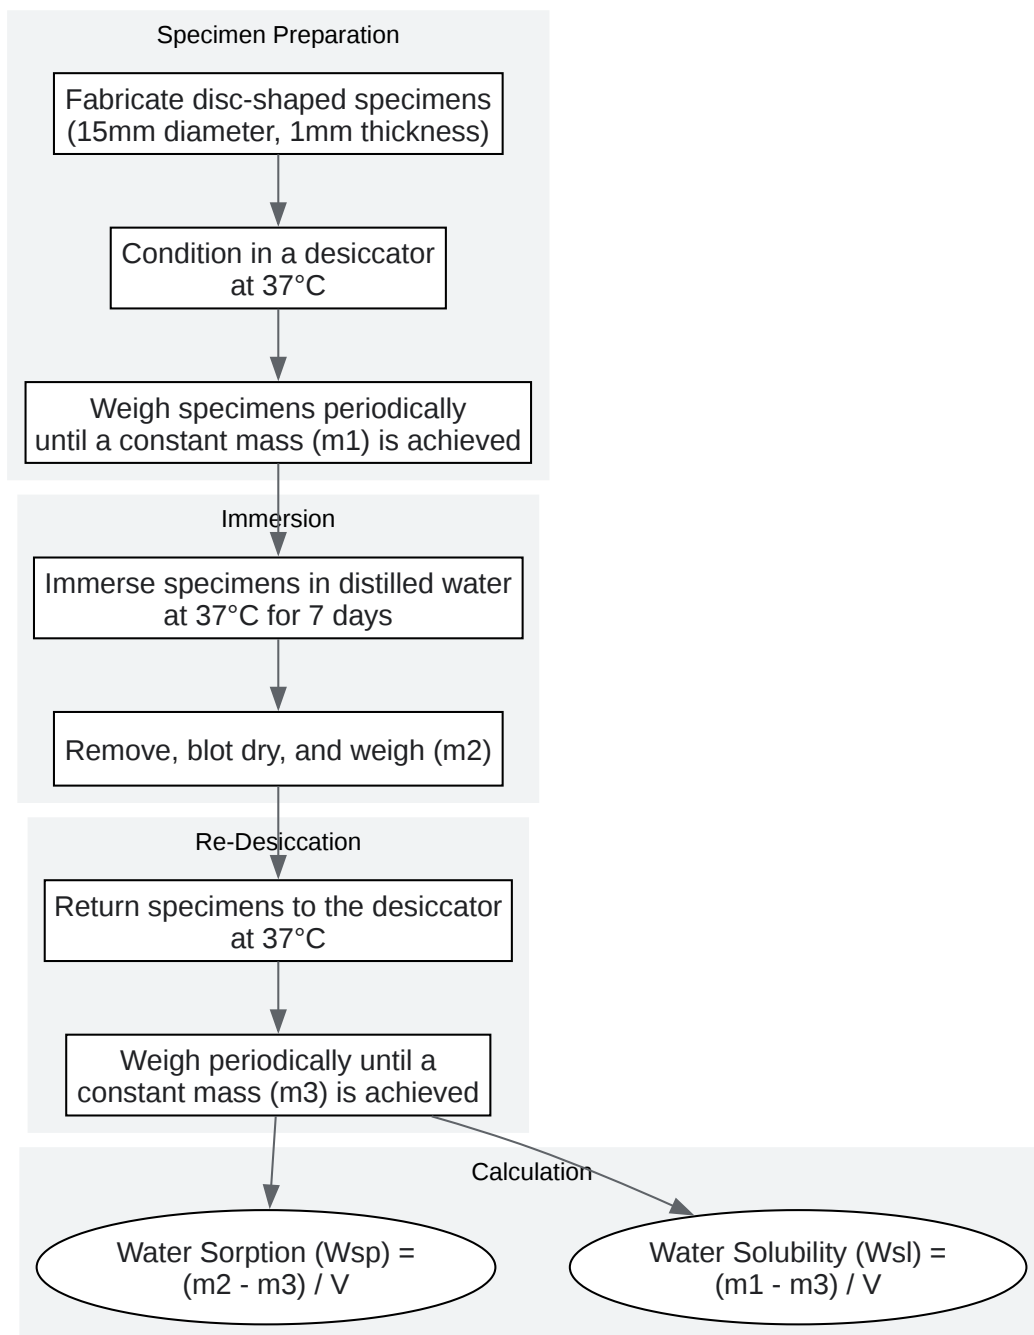 Specimen Preparation
Fabricate disc-shaped specimens
(15mm diameter, 1mm thickness)
Condition in a desiccator
at 37°C
Weigh specimens periodically
until a constant mass (m1) is achieved
Immersion
Immerse specimens in distilled water
at 37°C for 7 days
Remove, blot dry, and weigh (m2)
Re-Desiccation
Return specimens to the desiccator
at 37°C
Weigh periodically until a
constant mass (m3) is achieved
Calculation
Water Sorption (Wsp) =
(m2 - m3) / V
Water Solubility (Wsl) =
(m1 - m3) / V